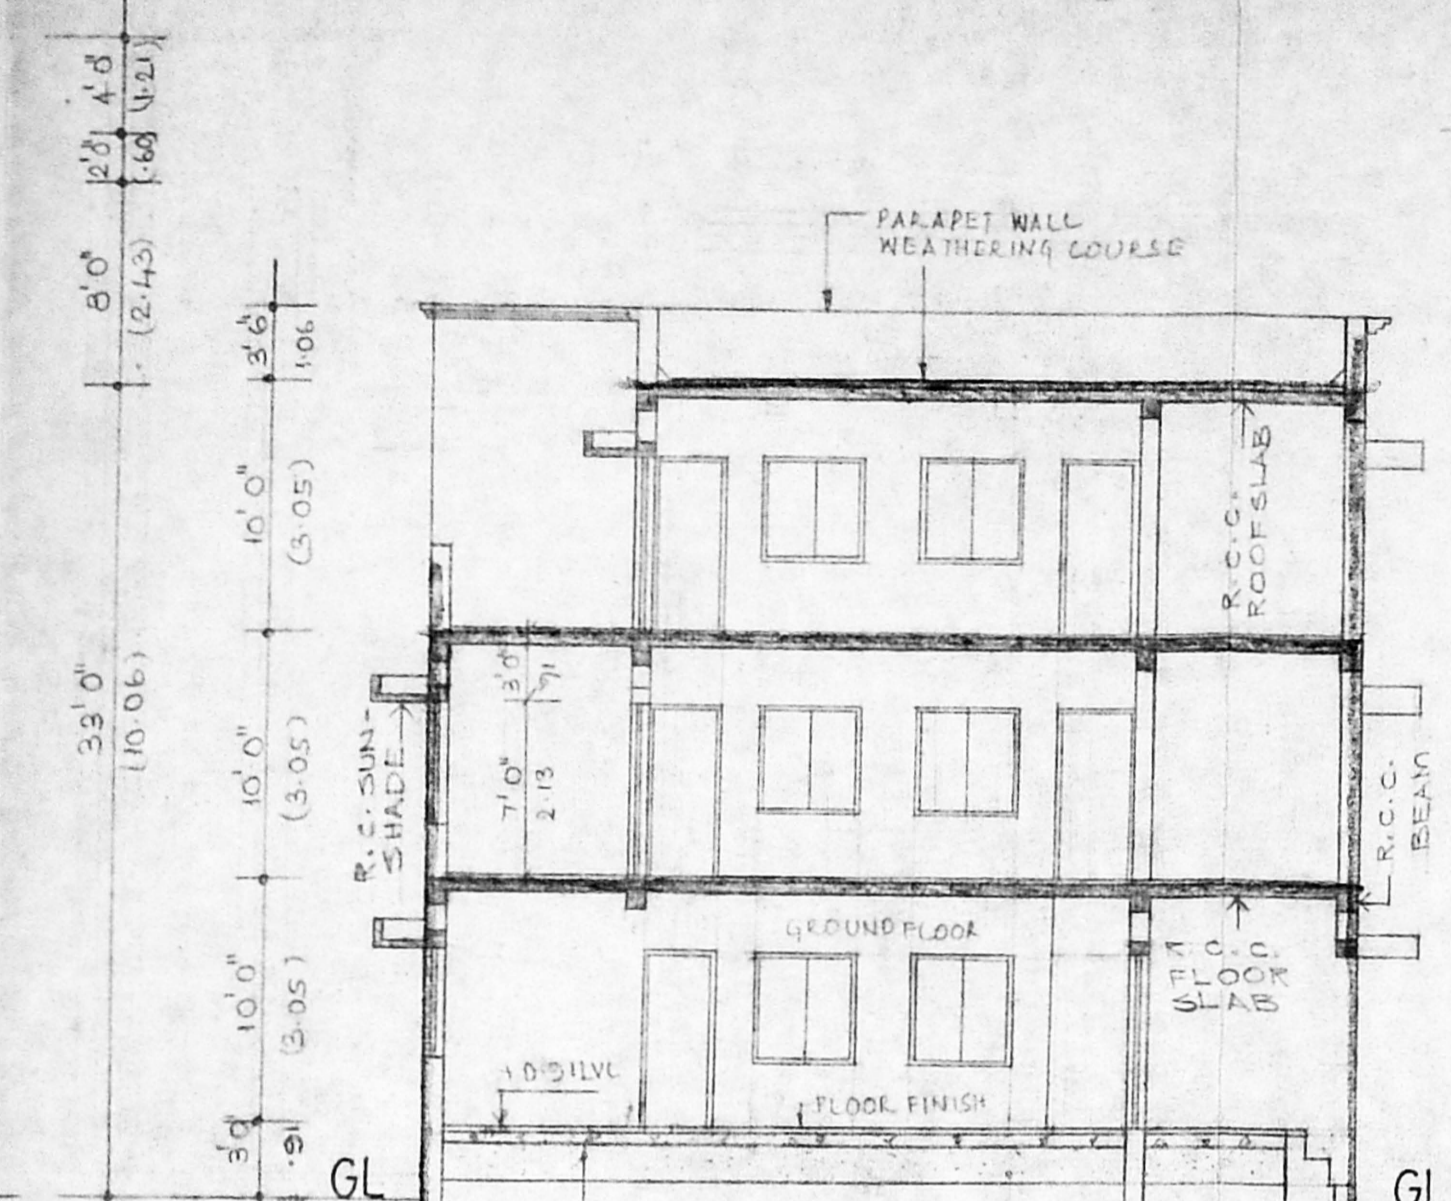 4'0"
(1.21)
2'0"
(.60)
8'0"
(2.43)
33'0"
(10.06)
3'6"
1.06
10'0"
(3.05)
10'0"
(3.05)
10'0"
(3.05)
3'0"
.91
PARAPET WALL
WEATHERING COURSE
R.C.C.
ROOF SLAB
3'0"
.91
7'0"
2.13
R.C. SUN-
SHADE
R.C.C.
BEAM
GROUND FLOOR
R.C.C.
FLOOR
SLAB
FLOOR FINISH
GL
GL